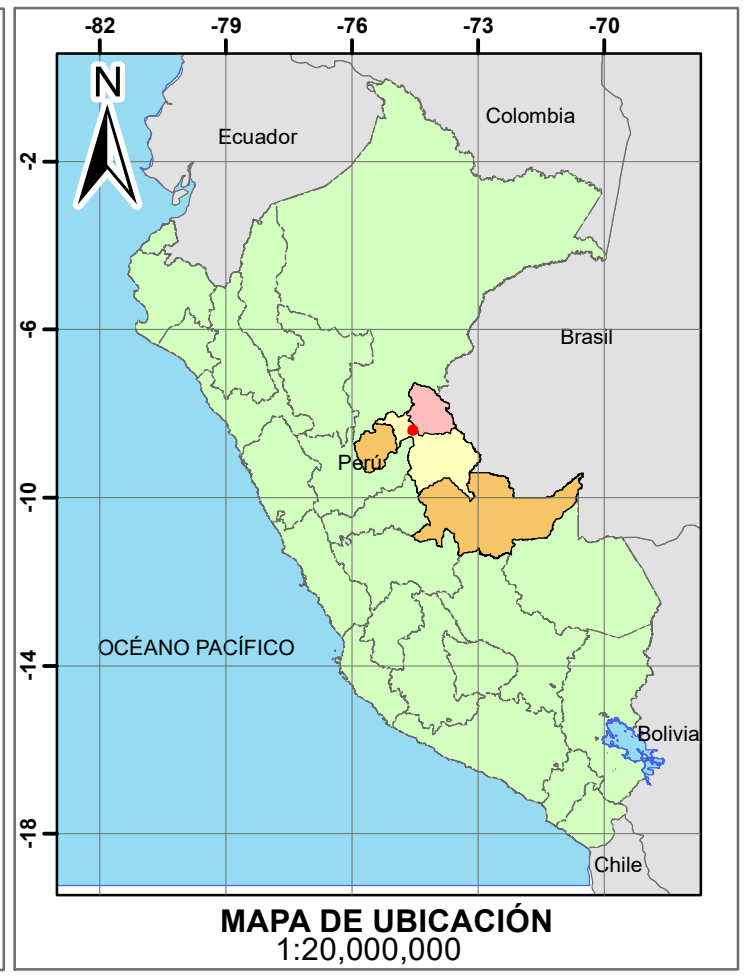 -82 -79 -76 -73 -70
N
Colombia
Ecuador
-2
-6
Brasil
Perú
-10
OCÉANO PACÍFICO
-14
Bolivia
-18
Chile
MAPA DE UBICACIÓN
1:20,000,000